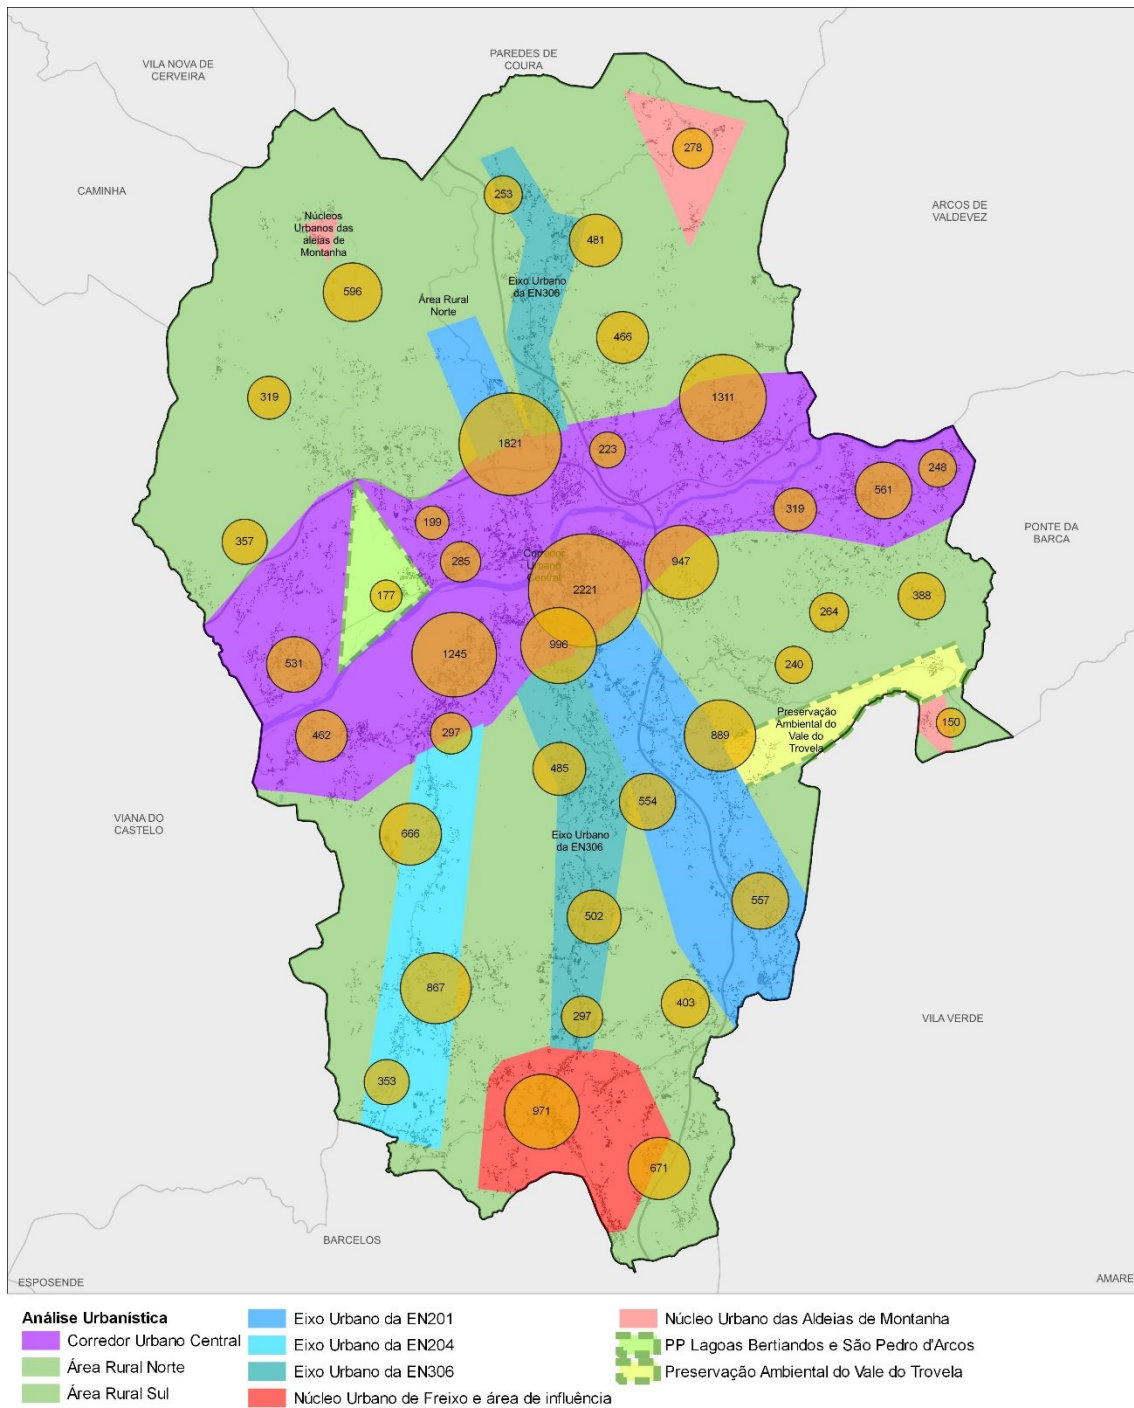 PAREDES DE
COURA
VILA NOVA DE
CERVEIRA
278
CAMINHA
253
ARCOS DE
VALDEVEZ
Núcleos
Urbanos das
aleias de
Montanha
481
596
Eixo Urbano
da EN306
Área Rural
Norte
466
319
1311
1821
223
248
561
319
199
357
PONTE DA
BARCA
285
Corredor
Urbano
Central
947
2221
177
388
264
996
1245
531
240
462
297
889
Preservação
Ambiental do
Vale do
Trovela
150
485
554
VIANA DO
CASTELO
666
Eixo Urbano
da EN306
557
502
867
403
297
VILA VERDE
353
971
671
BARCELOS
ESPOSENDE
AMARE
Análise Urbanística
Corredor Urbano Central
Área Rural Norte
Área Rural Sul
Eixo Urbano da EN201
Eixo Urbano da EN204
Eixo Urbano da EN306
Núcleo Urbano de Freixo e área de influência
Núcleo Urbano das Aldeias de Montanha
PP Lagoas Bertiandos e São Pedro d'Arcos
Preservação Ambiental do Vale do Trovela